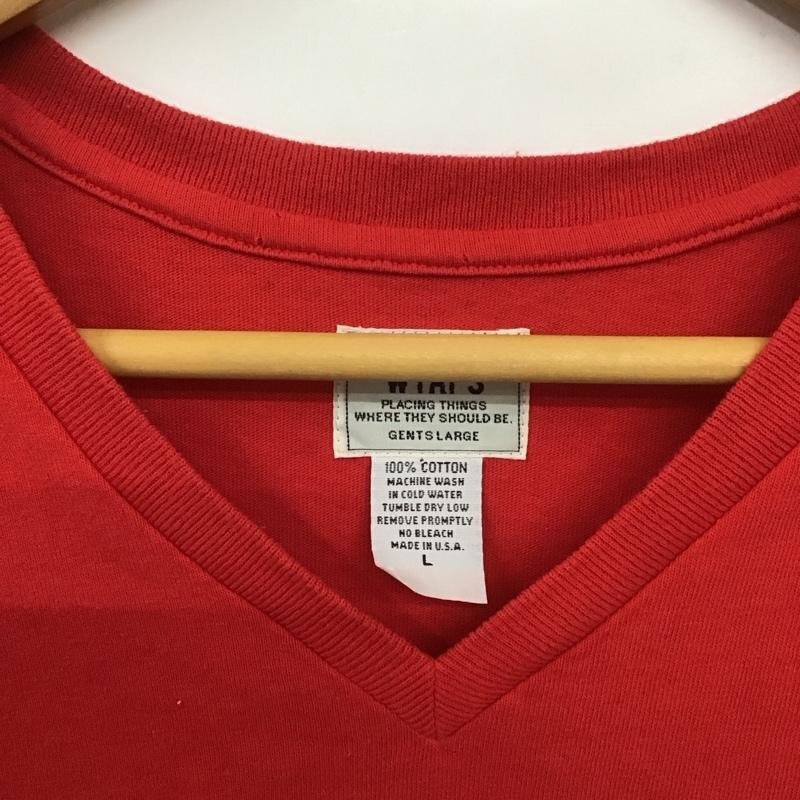 WTAPS
PLACING THINGS
WHERE THEY SHOULD BE.
GENTS LARGE
100% COTTON
MACHINE WASH
IN COLD WATER
TUMBLE DRY LOW
REMOVE PROMPTLY
NO BLEACH
MADE IN U.S.A.
L